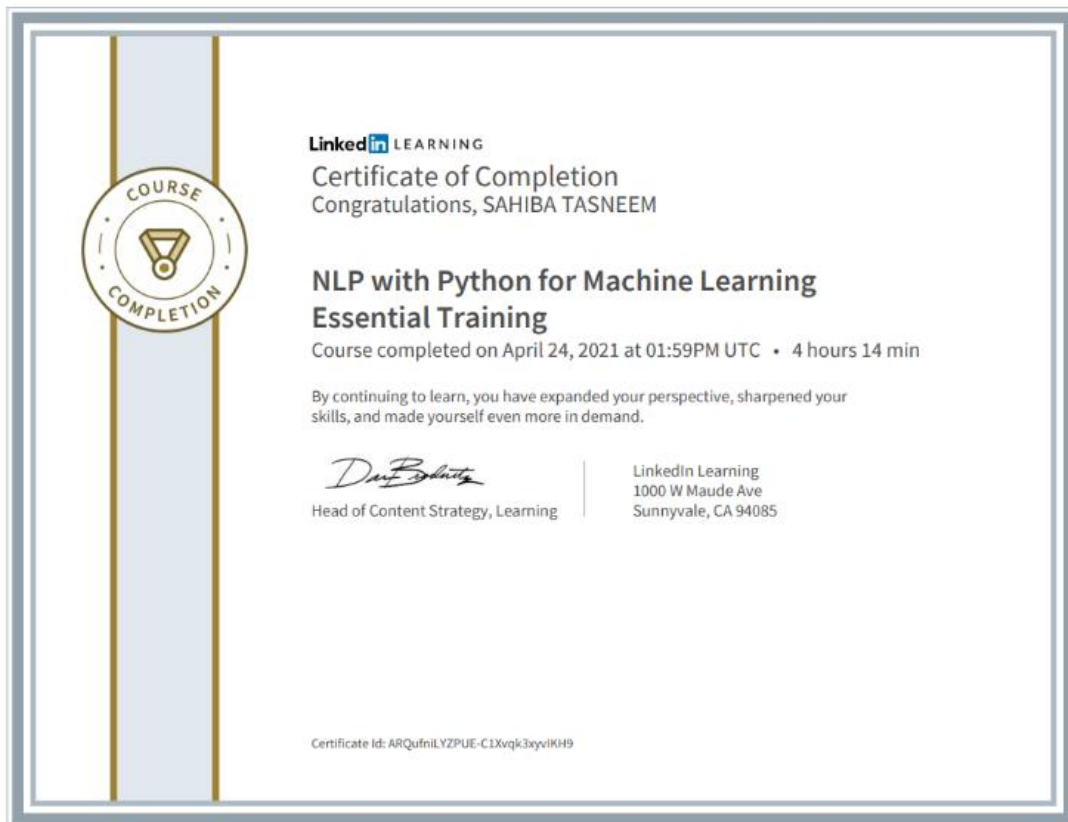 COURSE
COMPLETION
Linked in LEARNING
Certificate of Completion
Congratulations, SAHIBA TASNEEM
NLP with Python for Machine Learning
Essential Training
Course completed on April 24, 2021 at 01:59PM UTC • 4 hours 14 min
By continuing to learn, you have expanded your perspective, sharpened your
skills, and made yourself even more in demand.
Head of Content Strategy, Learning
LinkedIn Learning
1000 W Maude Ave
Sunnyvale, CA 94085
Certificate Id: ARQufniLYZPUE-C1Xvqk3xyvIKH9